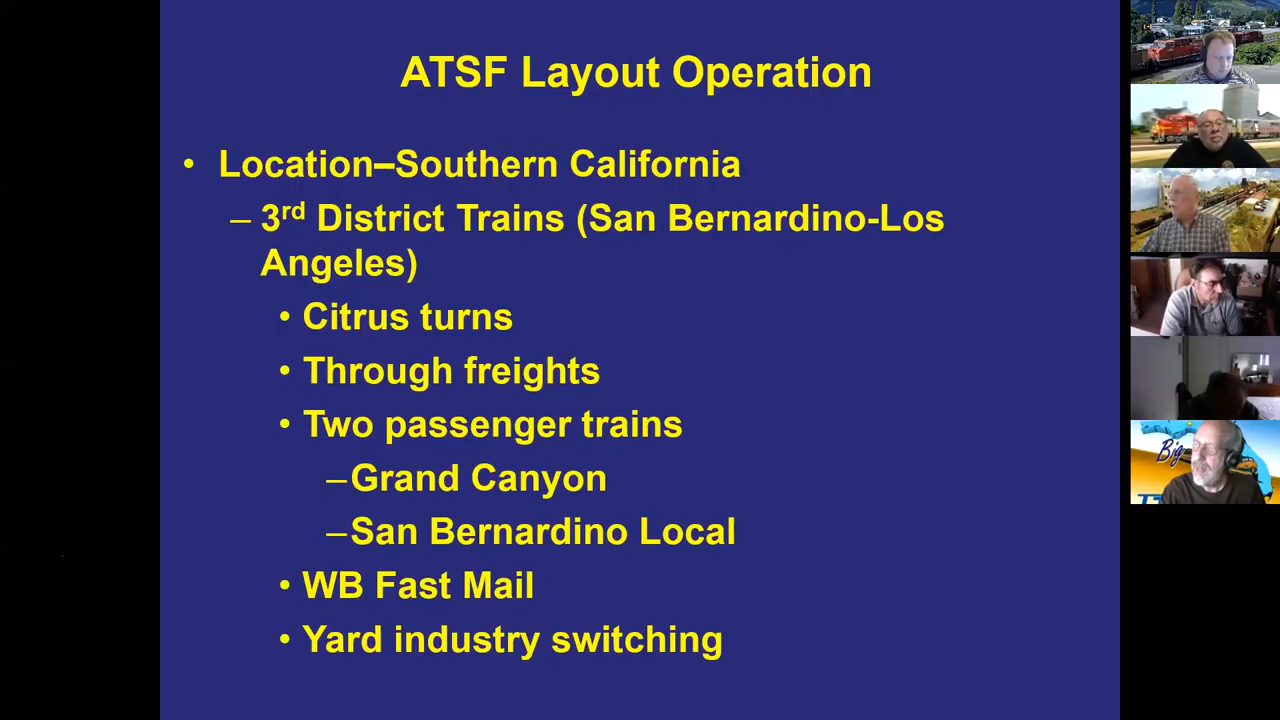 ATSF Layout Operation
• Location–Southern California
– 3rd District Trains (San Bernardino-Los
Angeles)
• Citrus turns
• Through freights
• Two passenger trains
–Grand Canyon
–San Bernardino Local
• WB Fast Mail
• Yard industry switching
Big